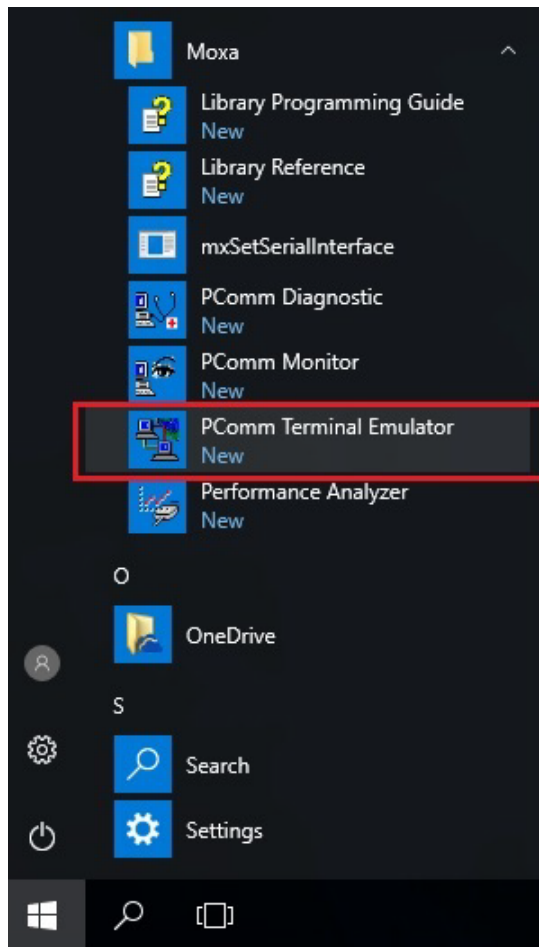 Moxa
Library Programming Guide
New
Library Reference
New
mxSetSerialInterface
PComm Diagnostic
New
PComm Monitor
New
PComm Terminal Emulator
New
Performance Analyzer
New
O
OneDrive
S
Search
Settings